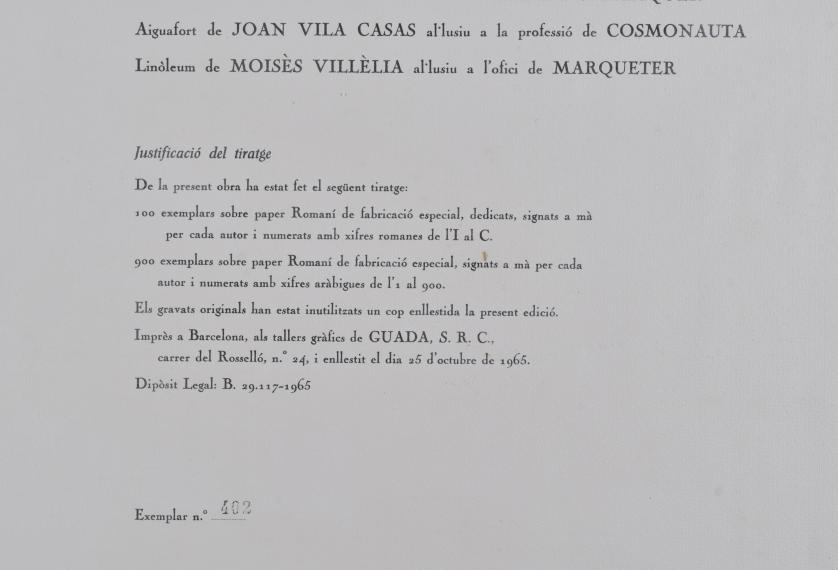 Aiguafort de JOAN VILA CASAS al·lusiu a la professió de COSMONAUTA
Linòleum de MOISÈS VILLÈLIA al·lusiu a l'ofici de MARQUETER
Justificació del tiratge
De la present obra ha estat fet el següent tiratge:
100 exemplars sobre paper Romaní de fabricació especial, dedicats, signats a mà
per cada autor i numerats amb xifres romanes de l'I al C.
900 exemplars sobre paper Romaní de fabricació especial, signats a mà per cada
autor i numerats amb xifres aràbigues de l'1 al 900.
Els gravats originals han estat inutilitzats un cop enllestida la present edició.
Imprès a Barcelona, als tallers gràfics de GUADA, S. R. C.,
carrer del Rosselló, n.º 24, i enllestit el dia 25 d'octubre de 1965.
Dipòsit Legal: B. 29.117-1965
Exemplar n.º 402